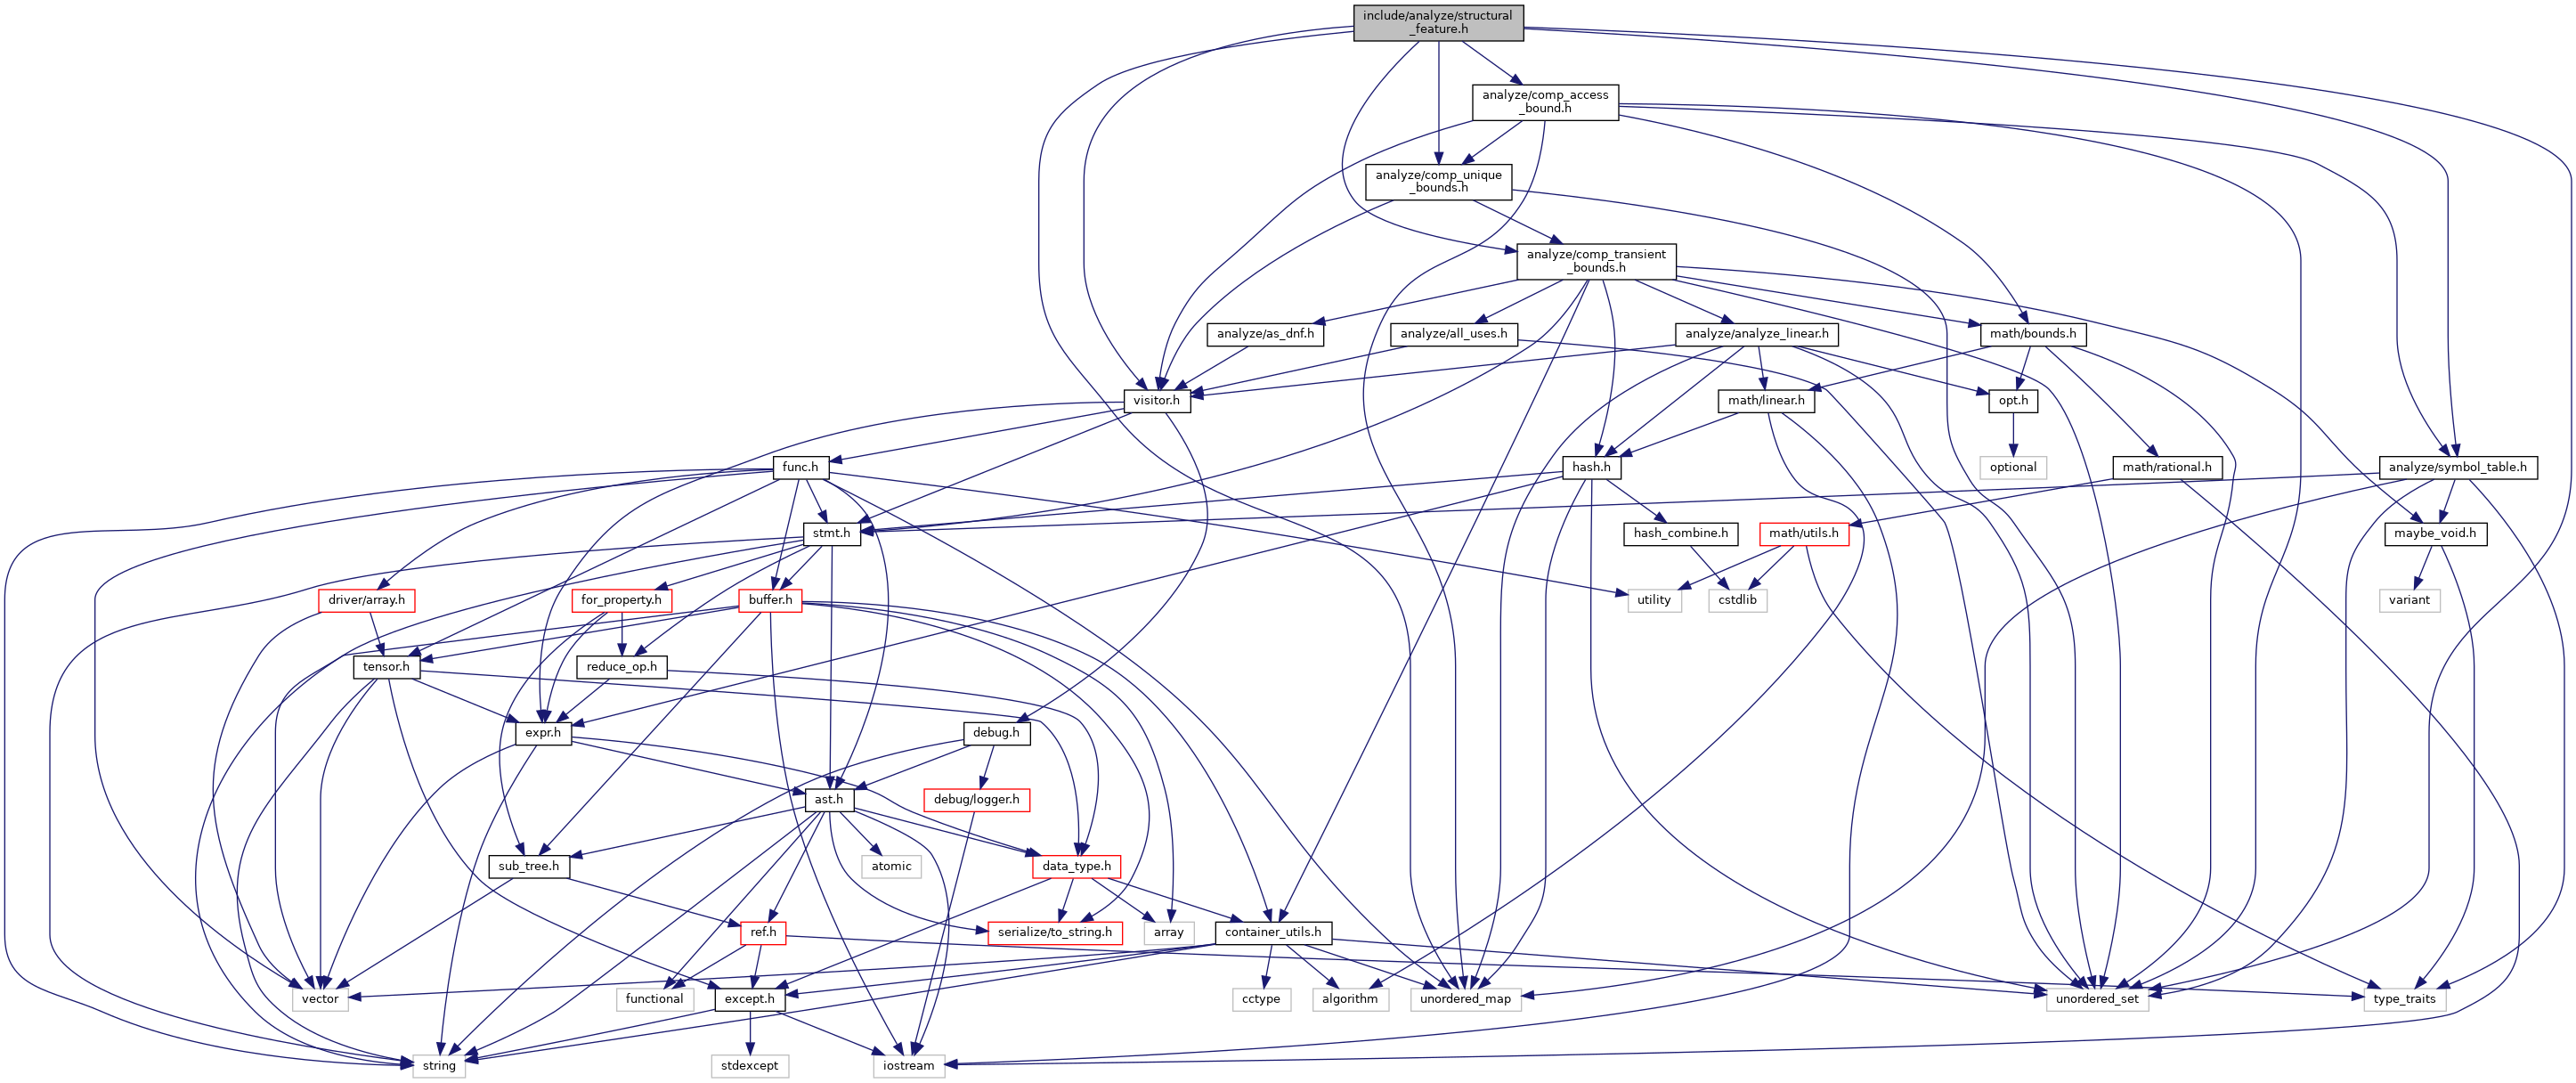 include/analyze/structural
_feature.h
analyze/comp_access
_bound.h
analyze/comp_unique
_bounds.h
analyze/comp_transient
_bounds.h
analyze/as_dnf.h
analyze/all_uses.h
analyze/analyze_linear.h
math/bounds.h
visitor.h
math/linear.h
opt.h
func.h
hash.h
optional
math/rational.h
analyze/symbol_table.h
stmt.h
hash_combine.h
math/utils.h
maybe_void.h
driver/array.h
for_property.h
buffer.h
utility
cstdlib
variant
tensor.h
reduce_op.h
expr.h
debug.h
ast.h
debug/logger.h
sub_tree.h
atomic
data_type.h
ref.h
serialize/to_string.h
array
container_utils.h
vector
functional
except.h
cctype
algorithm
unordered_map
unordered_set
type_traits
string
stdexcept
iostream